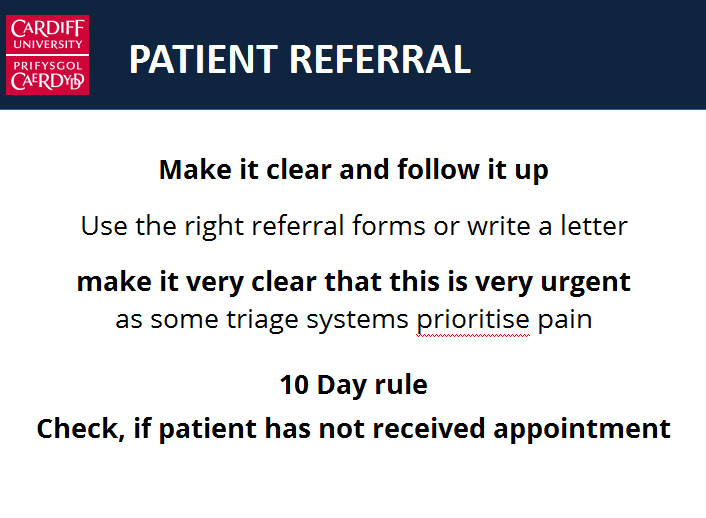 CARDIFF
UNIVERSITY
PRIFYSGOL
CAERDYDD
PATIENT REFERRAL
Make it clear and follow it up
Use the right referral forms or write a letter
make it very clear that this is very urgent
as some triage systems prioritise pain
10 Day rule
Check, if patient has not received appointment